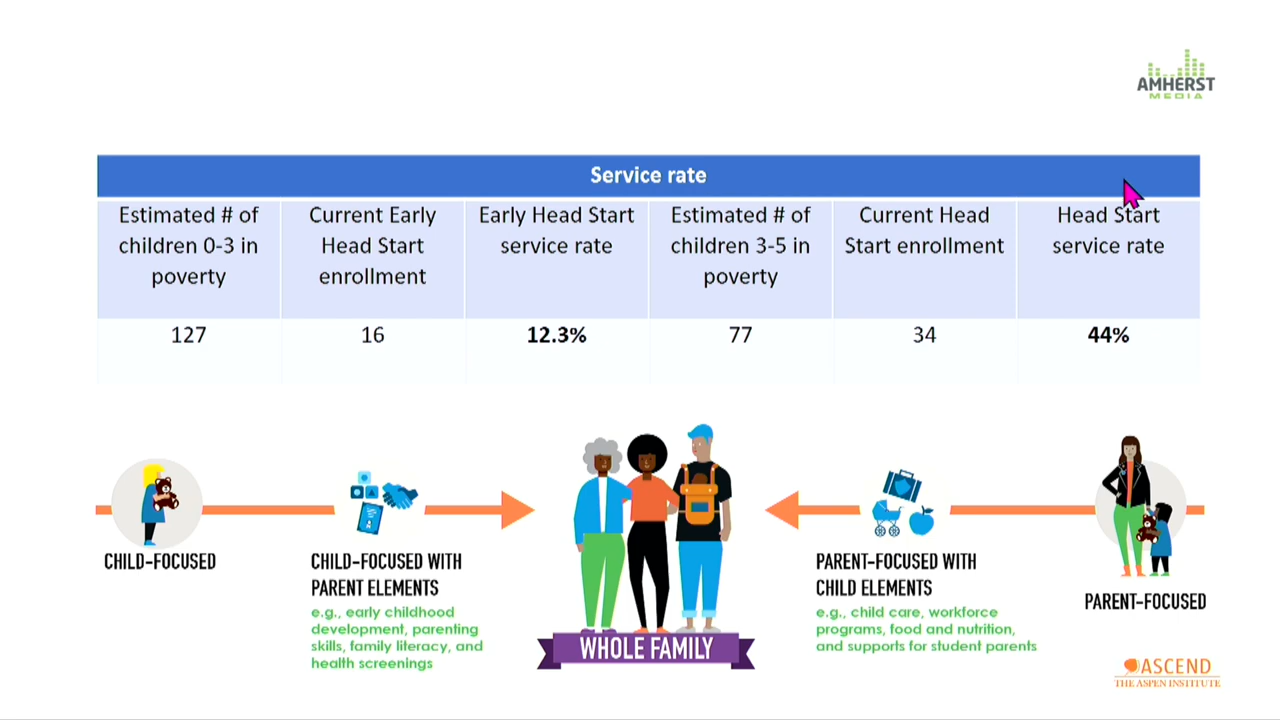 AMHERST
MEDIA
Service rate
Estimated # of
children 0-3 in
poverty
Current Early
Head Start
enrollment
Early Head Start
service rate
Estimated # of
children 3-5 in
poverty
Current Head
Start enrollment
Head Start
service rate
127
16
12.3%
77
34
44%
CHILD-FOCUSED
CHILD-FOCUSED WITH
PARENT ELEMENTS
e.g., early childhood
development, parenting
skills, family literacy, and
health screenings
WHOLE FAMILY
PARENT-FOCUSED WITH
CHILD ELEMENTS
e.g., child care, workforce
programs, food and nutrition,
and supports for student parents
PARENT-FOCUSED
ASCEND
THE ASPEN INSTITUTE